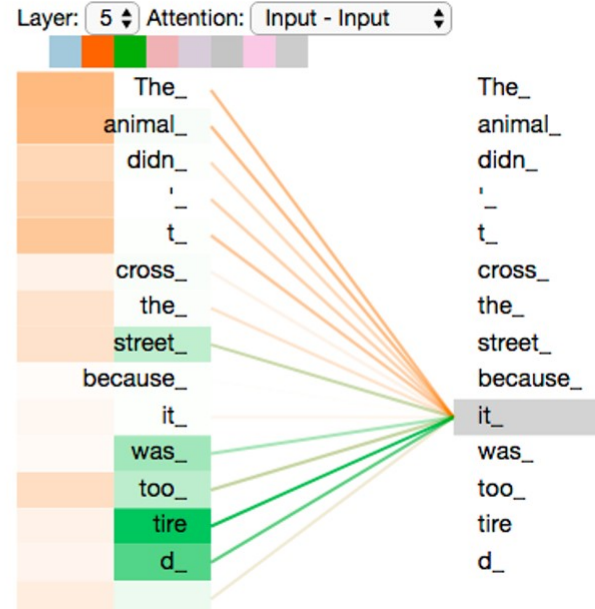 Layer: 5 Attention: Input - Input
The_ The_
animal_ animal_
didn_ didn_
'_ '_
t_ t_
cross_ cross_
the_ the_
street_ street_
because_ because_
it_ it_
was_ was_
too_ too_
tire tire
d_ d_